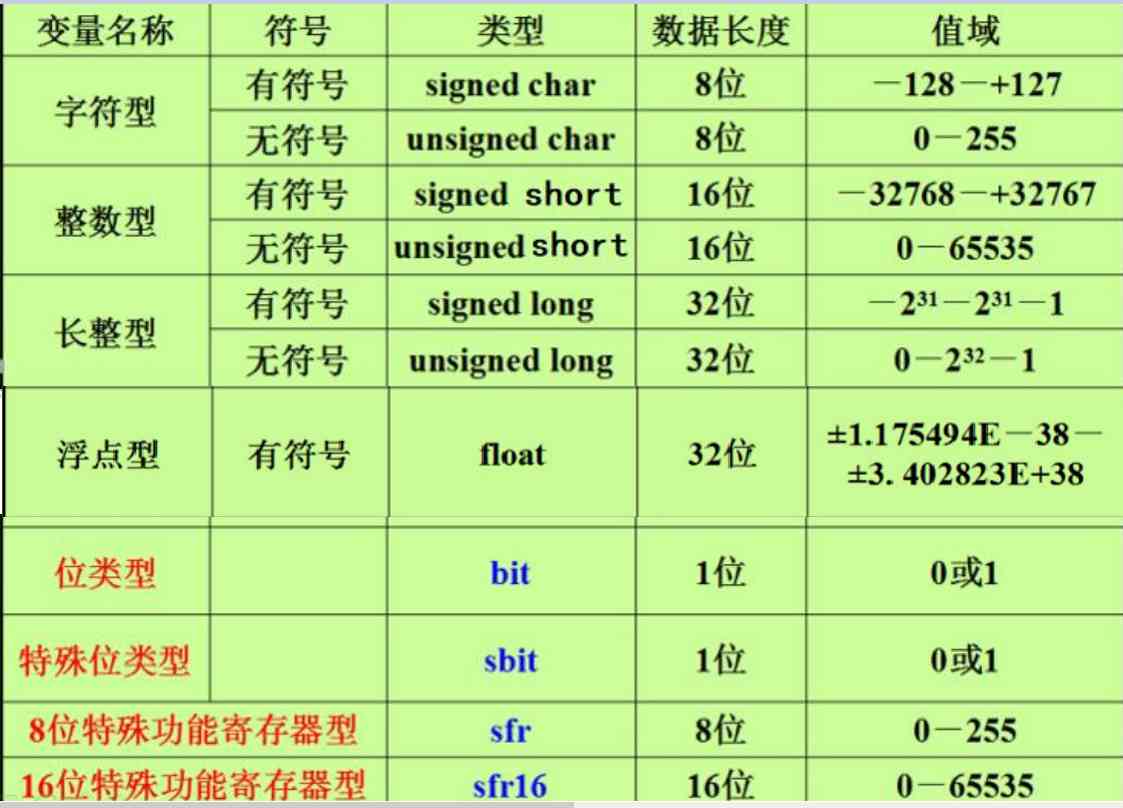 变量名称 符号 类型 数据长度 值域
字符型 有符号 signed char 8位 －128－+127
无符号 unsigned char 8位 0－255
整数型 有符号 signed short 16位 －32768－+32767
无符号 unsigned short 16位 0－65535
长整型 有符号 signed long 32位 －2³¹－2³¹－1
无符号 unsigned long 32位 0－2³²－1
浮点型 有符号 float 32位 ±1.175494E－38－
±3. 402823E+38
位类型 bit 1位 0或1
特殊位类型 sbit 1位 0或1
8位特殊功能寄存器型 sfr 8位 0－255
16位特殊功能寄存器型 sfr16 16位 0－65535